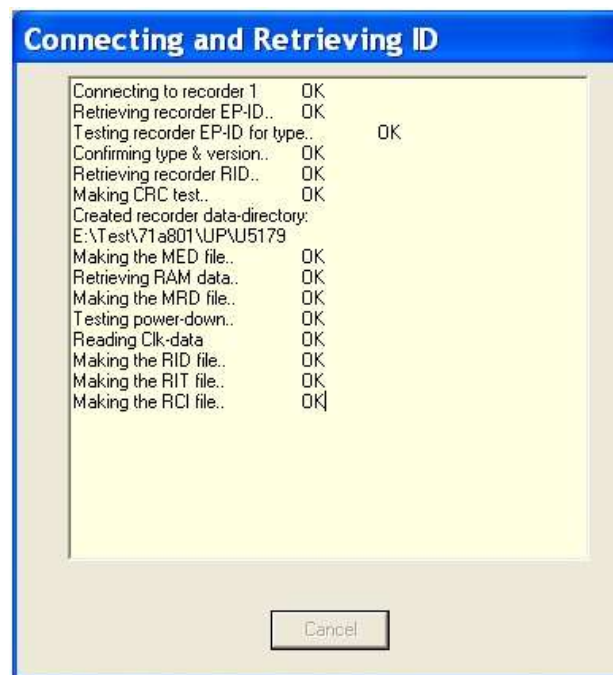 Connecting and Retrieving ID
Connecting to recorder 1 OK
Retrieving recorder EP-ID.. OK
Testing recorder EP-ID for type.. OK
Confirming type & version.. OK
Retrieving recorder RID.. OK
Making CRC test.. OK
Created recorder data-directory:
E:\Test\71a801\UP\U5179
Making the MED file.. OK
Retrieving RAM data.. OK
Making the MRD file.. OK
Testing power-down.. OK
Reading Clk-data OK
Making the RID file.. OK
Making the RIT file.. OK
Making the RCI file.. OK
Cancel